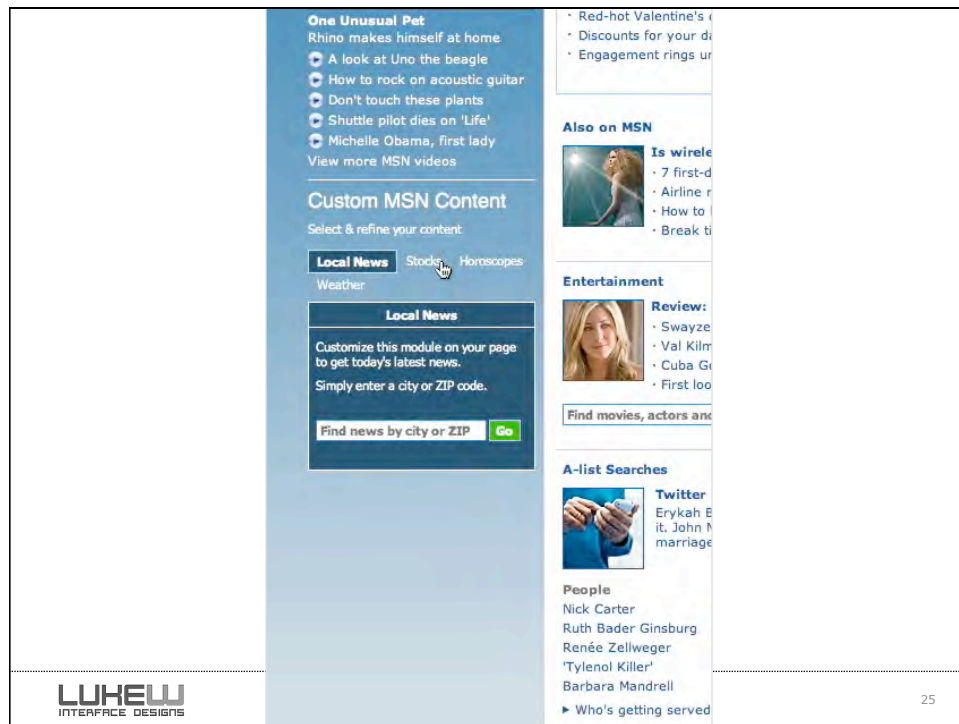 One Unusual Pet
Rhino makes himself at home
A look at Uno the beagle
How to rock on acoustic guitar
Don't touch these plants
Shuttle pilot dies on 'Life'
Michelle Obama, first lady
View more MSN videos
Custom MSN Content
Select & refine your content
Local News Stocks Horoscopes
Weather
Local News
Customize this module on your page
to get today's latest news.
Simply enter a city or ZIP code.
Find news by city or ZIP Go
· Red-hot Valentine's
· Discounts for your
· Engagement rings
Also on MSN
Is
· 7
· Airline
· How to
· Break
Entertainment
Review:
· Swayze
· Val
· Cuba
· First
Find movies, actors
A-list Searches
Twitter
Erykah
it. John
marriage
People
Nick Carter
Ruth Bader Ginsburg
Renée Zellweger
'Tylenol Killer'
Barbara Mandrell
Who's getting served
LUKEW
INTERFACE DESIGNS
25